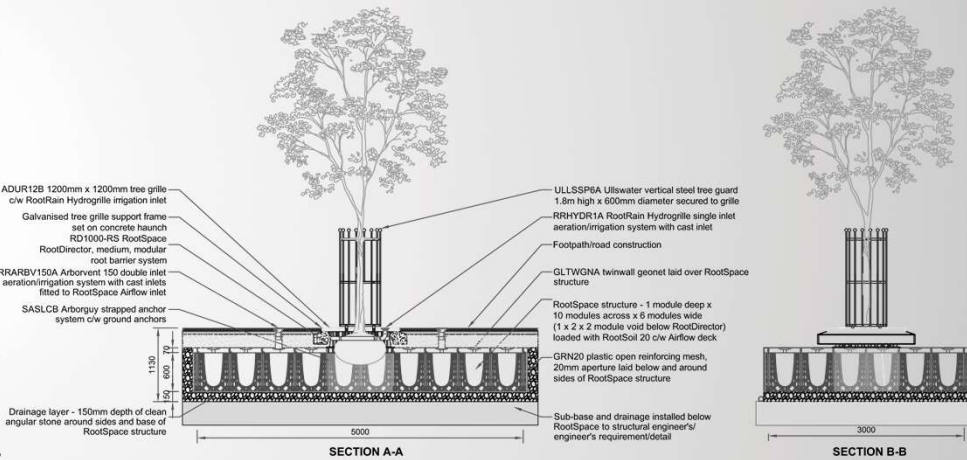 ADUR12B 1200mm x 1200mm tree grille
c/w RootRain Hydrogrille irrigation inlet
Galvanised tree grille support frame
set on concrete haunch
RD1000-RS RootSpace
RootDirector, medium, modular
root barrier system
RRARBV150A Arborvent 150 double inlet
aeration/irrigation system with cast inlets
fitted to RootSpace Airflow inlet
SASLCB Arborguy strapped anchor
system c/w ground anchors
1130
70
600
150
Drainage layer - 150mm depth of clean
angular stone around sides and base of
RootSpace structure
5000
SECTION A-A
ULLSSP6A Ullswater vertical steel tree guard
1.8m high x 600mm diameter secured to grille
RRHYDR1A RootRain Hydrogrille single inlet
aeration/irrigation system with cast inlet
Footpath/road construction
GLTWGNA twinwall geonet laid over RootSpace
structure
RootSpace structure - 1 module deep x
10 modules across x 6 modules wide
(1 x 2 x 2 module void below RootDirector)
loaded with RootSoil 20 c/w Airflow deck
GRN20 plastic open reinforcing mesh,
20mm aperture laid below and around
sides of RootSpace structure
Sub-base and drainage installed below
RootSpace to structural engineer's/
engineer's requirement/detail
3000
SECTION B-B